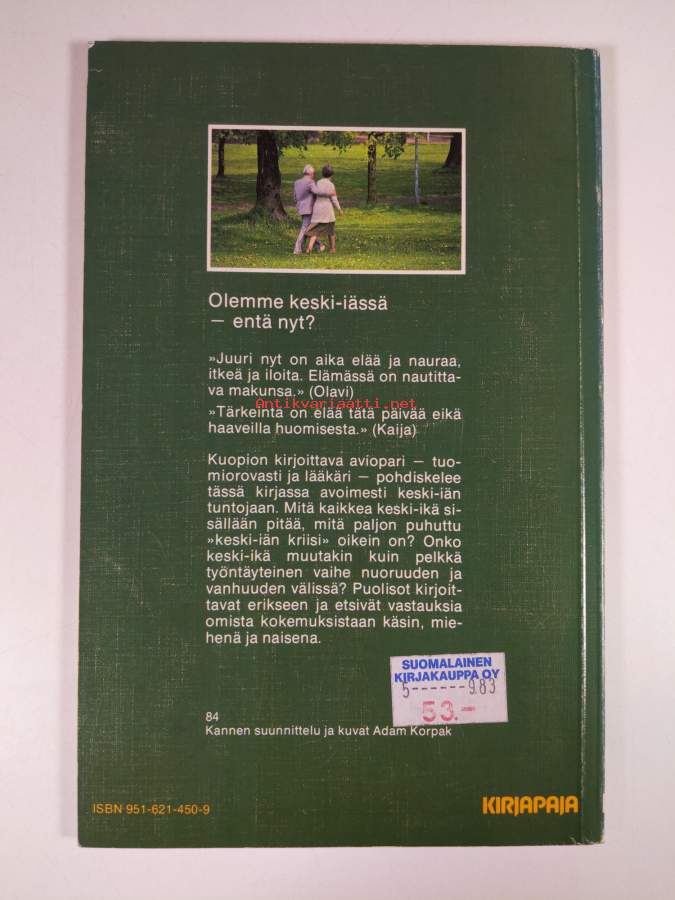 Olemme keski-iässä
– entä nyt?
»Juuri nyt on aika elää ja nauraa,
itkeä ja iloita. Elämässä on nautitta-
va makunsa.» (Olavi)
Antikvariaatti.net
»Tärkeintä on elää tätä päivää eikä
haaveilla huomisesta.» (Kaija)
Kuopion kirjoittava aviopari – tuo-
miorovasti ja lääkäri – pohdiskelee
tässä kirjassa avoimesti keski-iän
tuntojaan. Mitä kaikkea keski-ikä si-
sällään pitää, mitä paljon puhuttu
»keski-iän kriisi» oikein on? Onko
keski-ikä muutakin kuin pelkkä
työntäyteinen vaihe nuoruuden ja
vanhuuden välissä? Puolisot kirjoit-
tavat erikseen ja etsivät vastauksia
omista kokemuksistaan käsin, mie-
henä ja naisena.
SUOMALAINEN
KIRJAKAUPPA OY
5------9.83
53.–
84
Kannen suunnittelu ja kuvat Adam Korpak
ISBN 951-621-450-9
KIRJAPAJA